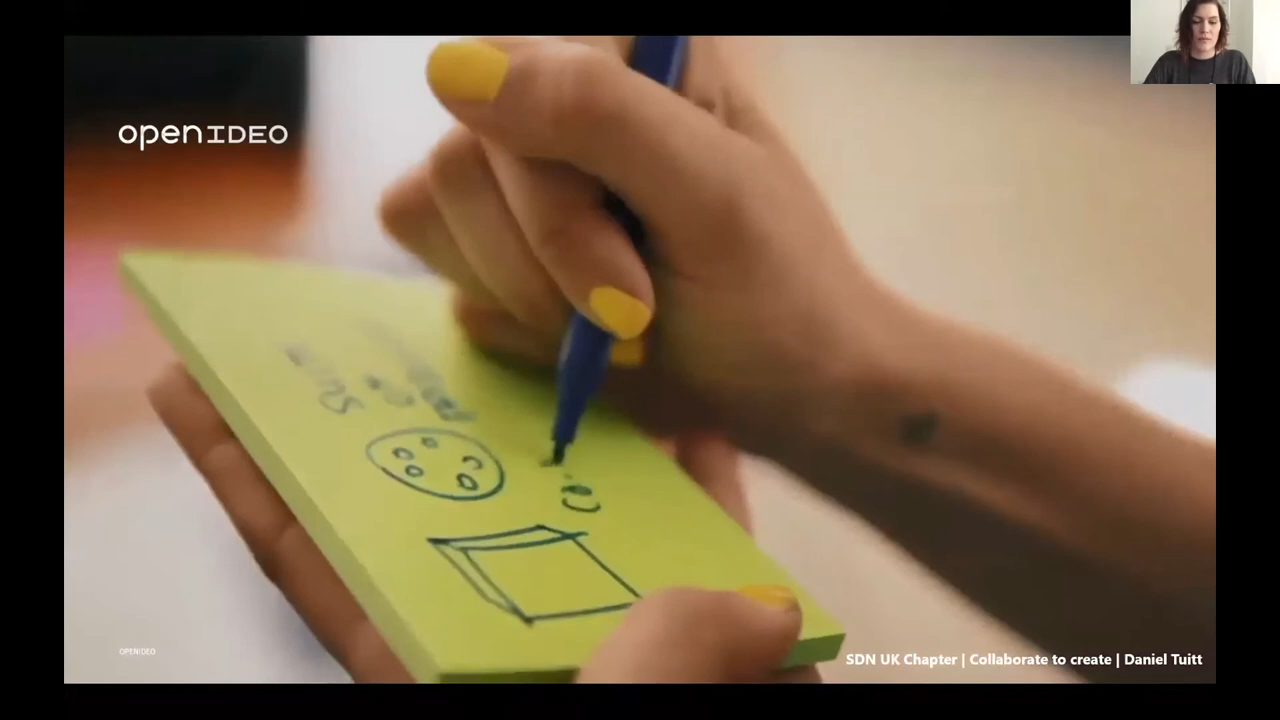 openIDEO
OPENIDEO
SDN UK Chapter | Collaborate to create | Daniel Tuitt